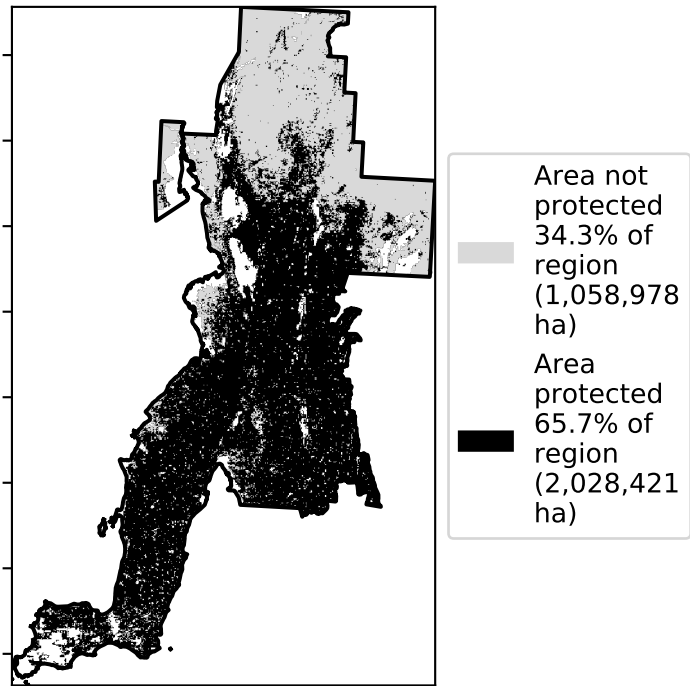 Area not
protected
34.3% of
region
(1,058,978
ha)
Area
protected
65.7% of
region
(2,028,421
ha)